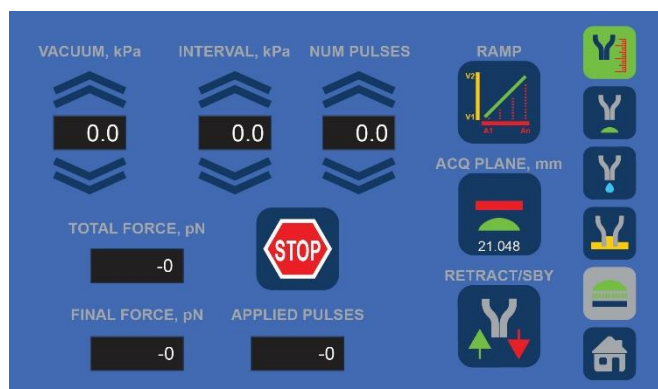 VACUUM, kPa INTERVAL, kPa NUM PULSES RAMP
V2
V1
A1 An
0.0 0.0 0.0
ACQ PLANE, mm
21.048
TOTAL FORCE, pN
-0
STOP
RETRACT/SBY
FINAL FORCE, pN APPLIED PULSES
-0 -0